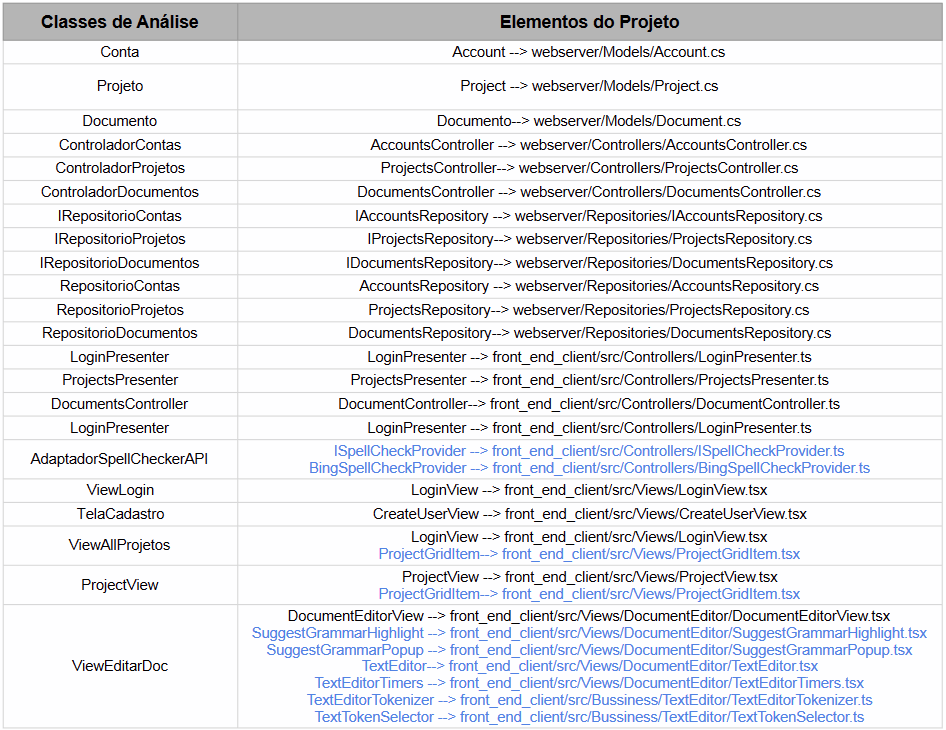 Classes de Análise Elementos do Projeto
Conta Account --> webserver/Models/Account.cs
Projeto Project --> webserver/Models/Project.cs
Documento Documento--> webserver/Models/Document.cs
ControladorContas AccountsController --> webserver/Controllers/AccountsController.cs
ControladorProjetos ProjectsController--> webserver/Controllers/ProjectsController.cs
ControladorDocumentos DocumentsController --> webserver/Controllers/DocumentsController.cs
IRepositorioContas IAccountsRepository --> webserver/Repositories/IAccountsRepository.cs
IRepositorioProjetos IProjectsRepository--> webserver/Repositories/ProjectsRepository.cs
IRepositorioDocumentos IDocumentsRepository--> webserver/Repositories/DocumentsRepository.cs
RepositorioContas AccountsRepository --> webserver/Repositories/AccountsRepository.cs
RepositorioProjetos ProjectsRepository--> webserver/Repositories/ProjectsRepository.cs
RepositorioDocumentos DocumentsRepository--> webserver/Repositories/DocumentsRepository.cs
LoginPresenter LoginPresenter --> front_end_client/src/Controllers/LoginPresenter.ts
ProjectsPresenter ProjectsPresenter --> front_end_client/src/Controllers/ProjectsPresenter.ts
DocumentsController DocumentController--> front_end_client/src/Controllers/DocumentController.ts
LoginPresenter LoginPresenter --> front_end_client/src/Controllers/LoginPresenter.ts
AdaptadorSpellCheckerAPI ISpellCheckProvider --> front_end_client/src/Controllers/ISpellCheckProvider.ts
BingSpellCheckProvider --> front_end_client/src/Controllers/BingSpellCheckProvider.ts
ViewLogin LoginView --> front_end_client/src/Views/LoginView.tsx
TelaCadastro CreateUserView --> front_end_client/src/Views/CreateUserView.tsx
ViewAllProjetos LoginView --> front_end_client/src/Views/LoginView.tsx
ProjectGridItem--> front_end_client/src/Views/ProjectGridItem.tsx
ProjectView ProjectView --> front_end_client/src/Views/ProjectView.tsx
ProjectGridItem--> front_end_client/src/Views/ProjectGridItem.tsx
ViewEditarDoc DocumentEditorView --> front_end_client/src/Views/DocumentEditor/DocumentEditorView.tsx
SuggestGrammarHighlight --> front_end_client/src/Views/DocumentEditor/SuggestGrammarHighlight.tsx
SuggestGrammarPopup --> front_end_client/src/Views/DocumentEditor/SuggestGrammarPopup.tsx
TextEditor--> front_end_client/src/Views/DocumentEditor/TextEditor.tsx
TextEditorTimers --> front_end_client/src/Views/DocumentEditor/TextEditorTimers.tsx
TextEditorTokenizer --> front_end_client/src/Bussiness/TextEditor/TextEditorTokenizer.ts
TextTokenSelector --> front_end_client/src/Bussiness/TextEditor/TextTokenSelector.ts